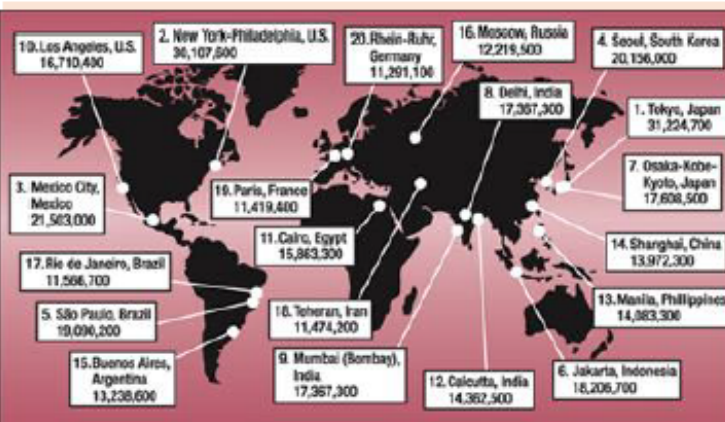 10. Los Angeles, U.S.
16,710,400
2. New York-Philadelphia, U.S.
30,107,600
20. Rhein-Ruhr,
Germany
11,291,100
16. Moscow, Russia
12,219,500
4. Seoul, South Korea
20,156,000
8. Delhi, India
17,367,300
1. Tokyo, Japan
31,224,700
7. Osaka-Kobe-
Kyoto, Japan
17,608,500
3. Mexico City,
Mexico
21,503,000
19. Paris, France
11,419,400
11. Cairo, Egypt
15,863,300
14. Shanghai, China
13,972,300
17. Rio de Janeiro, Brazil
11,566,700
5. São Paulo, Brazil
19,090,200
18. Teheran, Iran
11,474,200
13. Manila, Phillippines
14,083,300
15. Buenos Aires,
Argentina
13,238,600
9. Mumbai (Bombay),
India
17,367,300
12. Calcutta, India
14,362,500
6. Jakarta, Indonesia
18,206,700